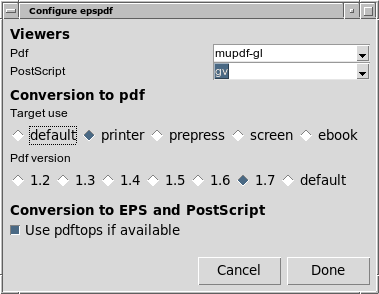 Configure epspdf
Viewers
Pdf mupdf-gl
PostScript gv
Conversion to pdf
Target use
default printer prepress screen ebook
Pdf version
1.2 1.3 1.4 1.5 1.6 1.7 default
Conversion to EPS and PostScript
Use pdftops if available
Cancel Done